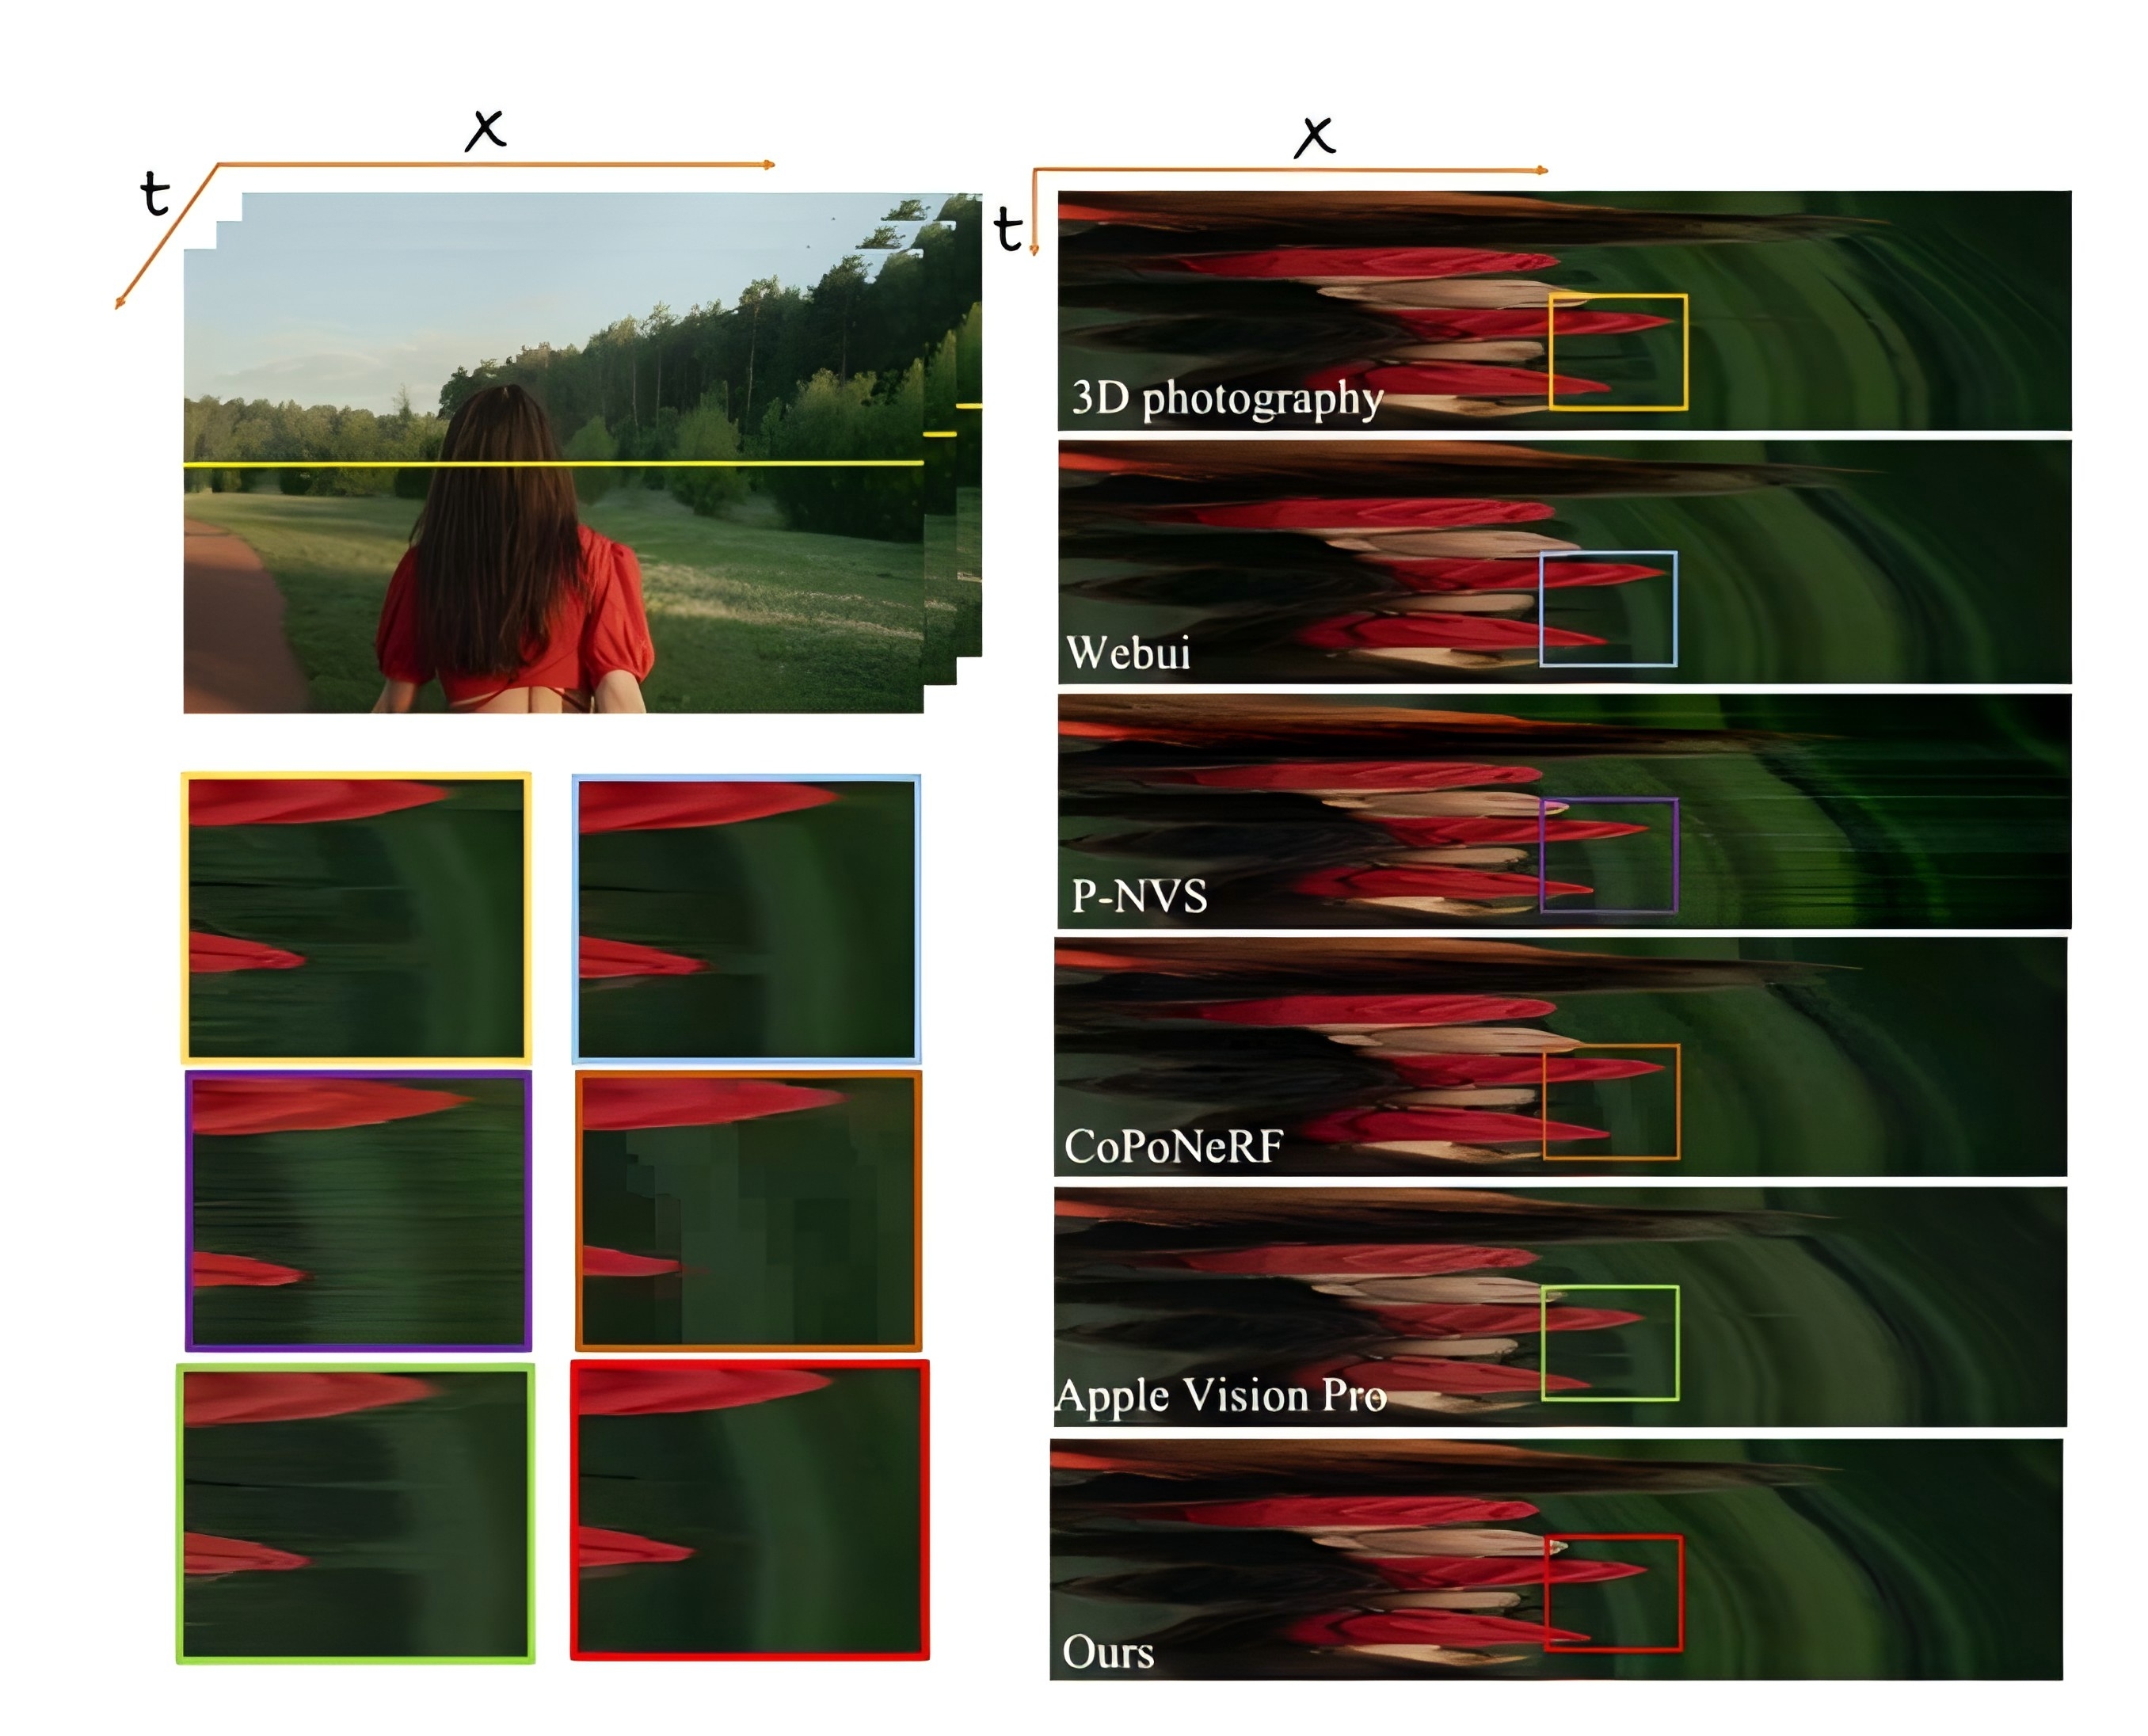 x
t
x
t
3D photography
Webui
P-NVS
CoPoNeRF
Apple Vision Pro
Ours